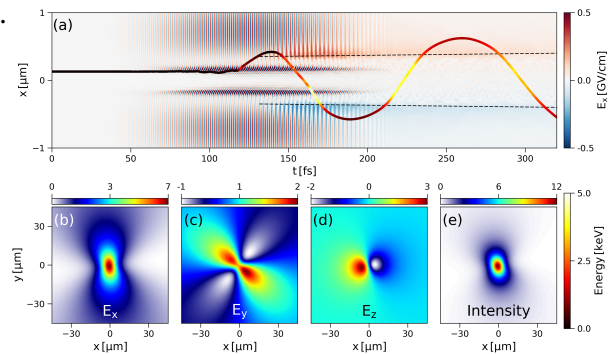 (a)
1
0
-1
x [μm]
0 50 100 150 200 250 300
t [fs]
0.5
0.0
-0.5
Eₓ [GV/cm]
0 3 7
-1 0 1 2
-2 0 3
0 6 12
(b) (c) (d) (e)
30
0
-30
y [μm]
Eₓ
Eᵧ
E_z
Intensity
-30 0 30
-30 0 30
-30 0 30
-30 0 30
x [μm] x [μm] x [μm] x [μm]
5.0
2.5
0.0
Energy [keV]